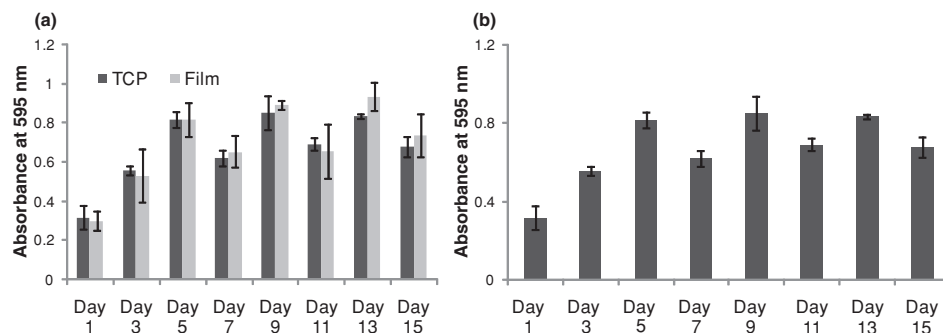 (a)
Absorbance at 595 nm
1.2
1
0.8
0.6
0.4
0.2
0
TCP Film
Day Day Day Day Day Day Day Day
1 3 5 7 9 11 13 15
(b)
Absorbance at 595 nm
1.2
0.8
0.4
0
Day Day Day Day Day Day Day Day
1 3 5 7 9 11 13 15